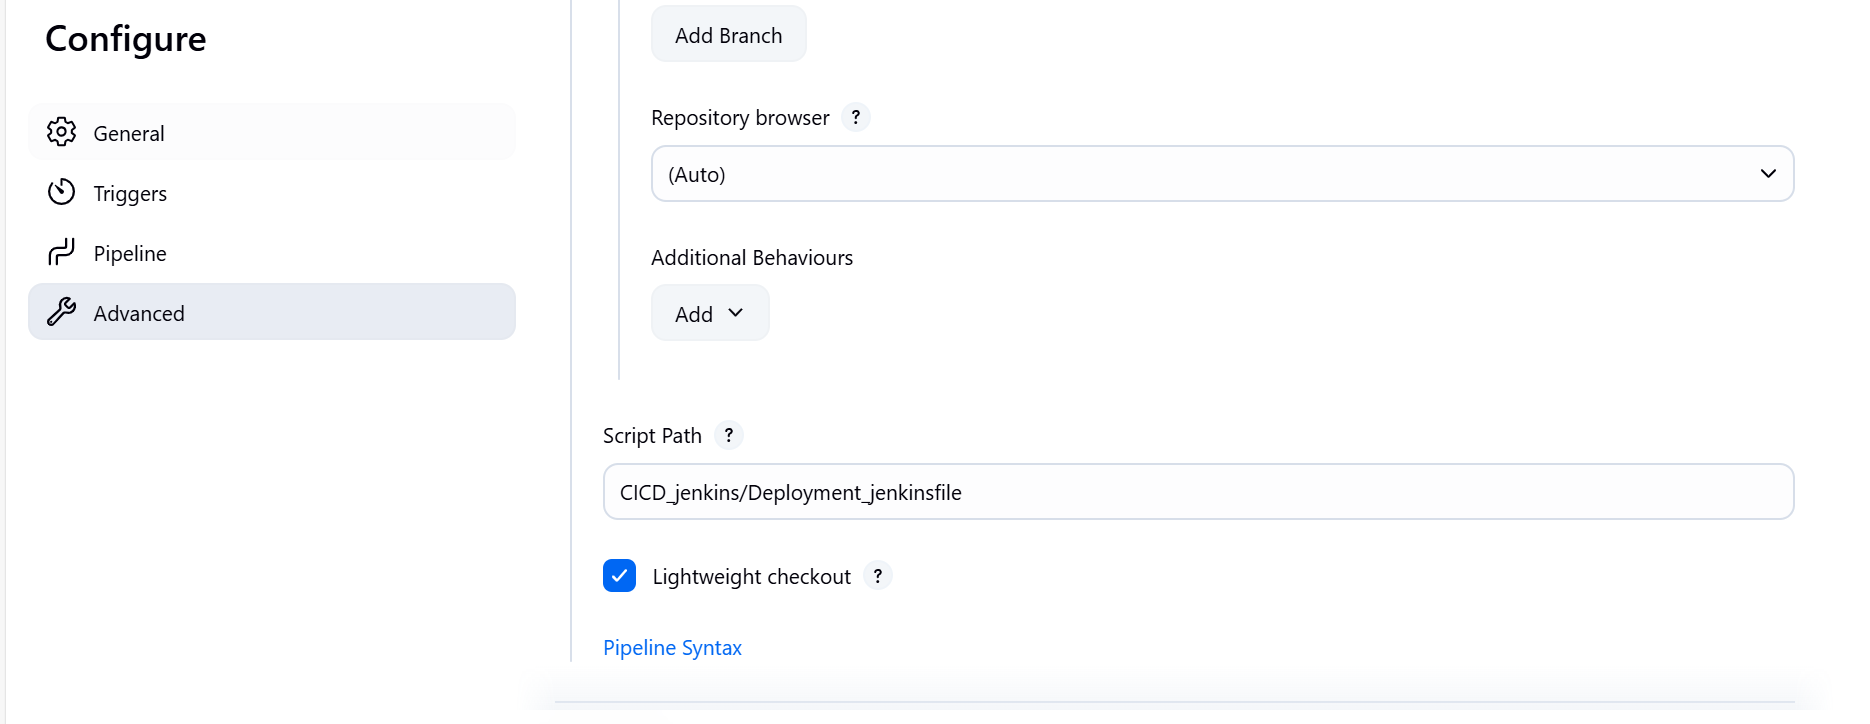 Configure
General
Triggers
Pipeline
Advanced
Add Branch
Repository browser ?
(Auto)
Additional Behaviours
Add
Script Path ?
CICD_jenkins/Deployment_jenkinsfile
Lightweight checkout ?
Pipeline Syntax